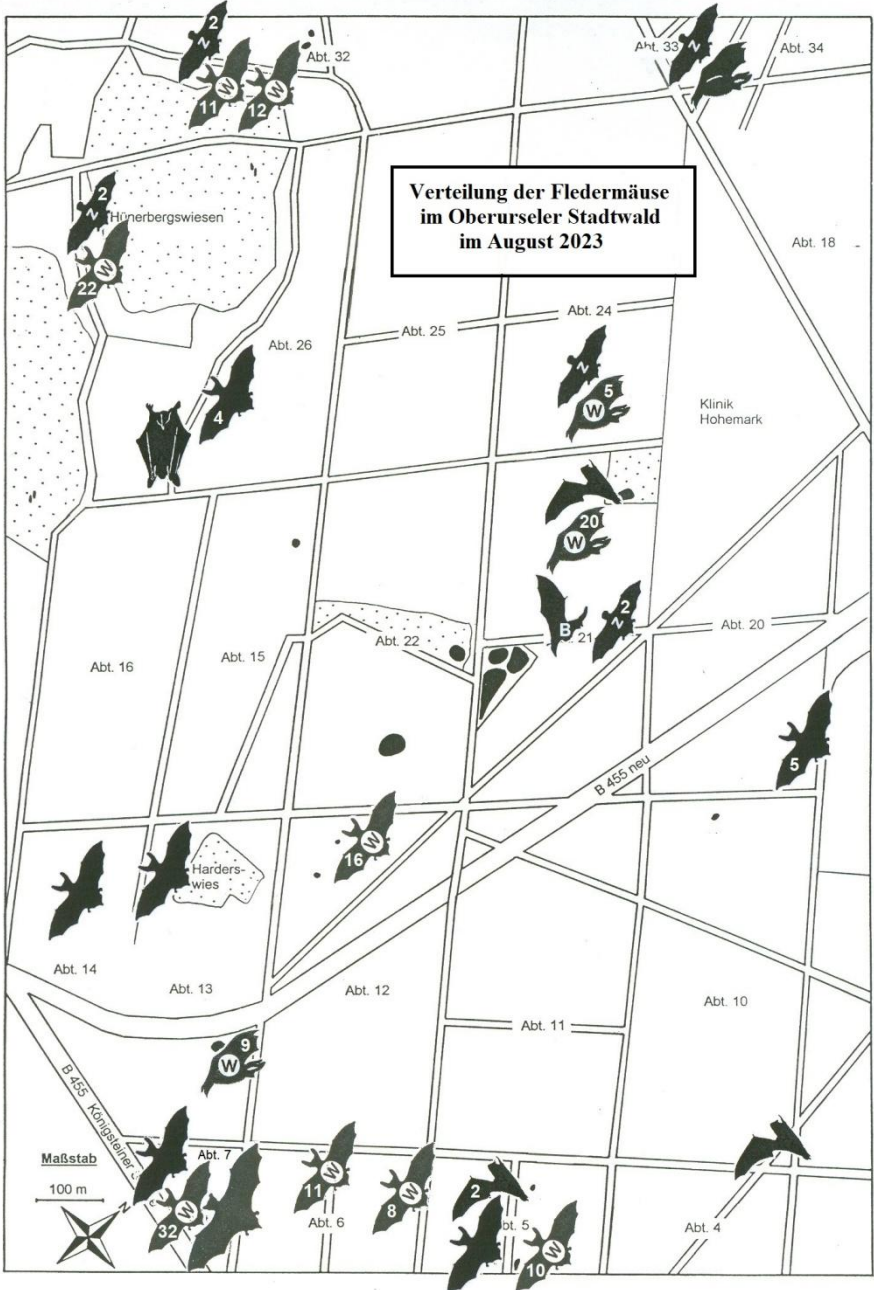 2
N
Abt. 32
W
11
W
12
Abt. 33
N
Abt. 34
Verteilung der Fledermäuse
im Oberurseler Stadtwald
im August 2023
2
N
Hünerbergswiesen
W
22
Abt. 18
Abt. 24
Abt. 25
Abt. 26
N
4
5
W
Klinik
Hohemark
20
W
B
2
N
21
Abt. 20
Abt. 22
Abt. 15
Abt. 16
5
B 455 neu
W
16
Harders-
wies
Abt. 14
Abt. 13
Abt. 12
Abt. 11
Abt. 10
9
W
B 455 Königsteiner
Maßstab
100 m
N
Abt. 7
W
32
W
11
Abt. 6
W
8
2
bt. 5
W
10
Abt. 4